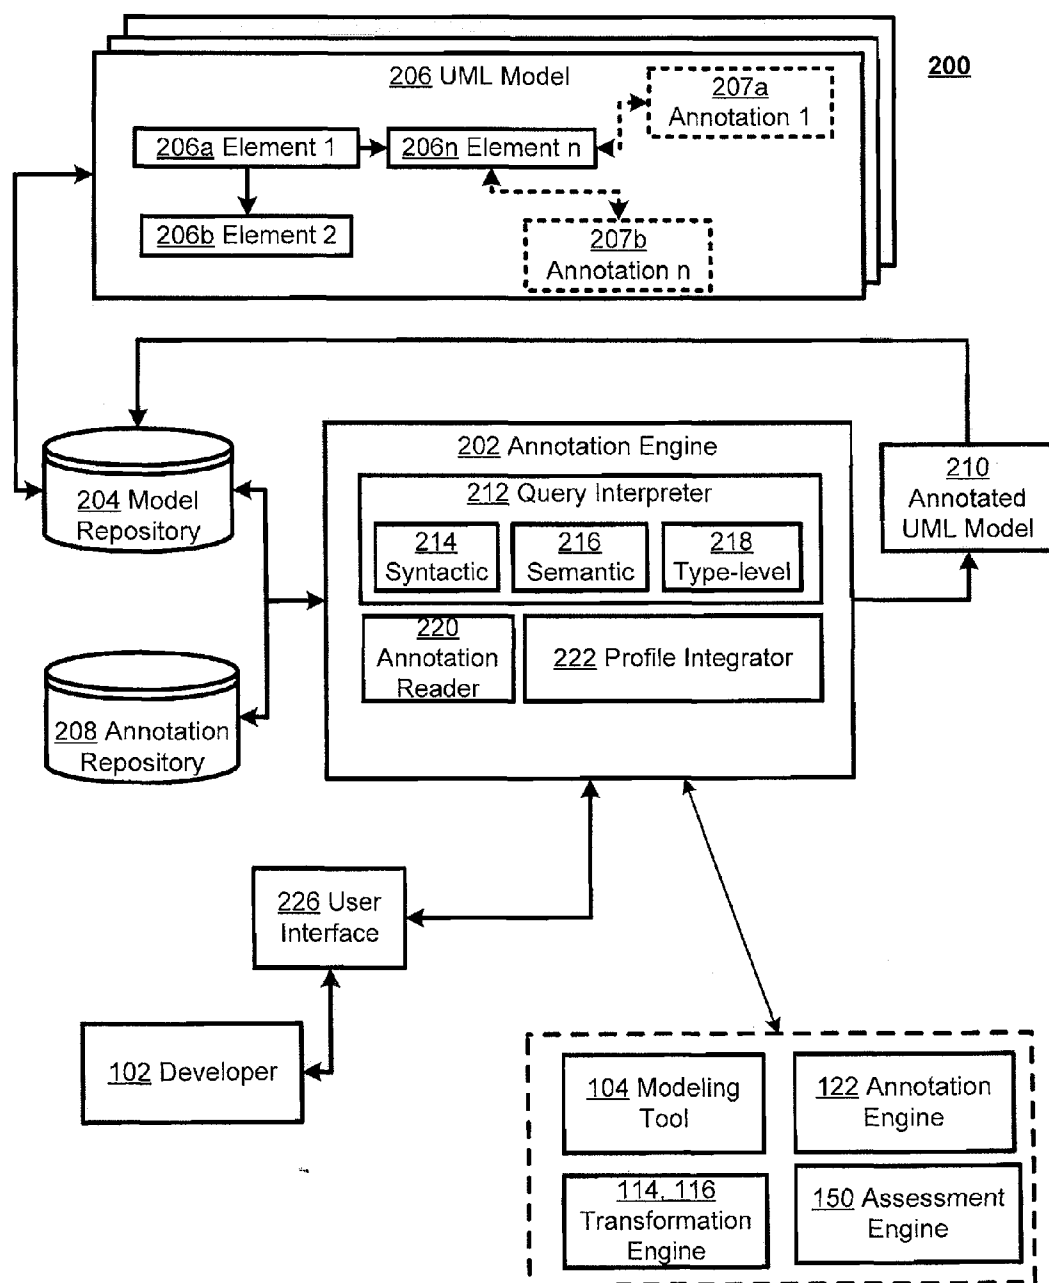 200
206 UML Model
207a
Annotation 1
206a Element 1
206n Element n
206b Element 2
207b
Annotation n
202 Annotation Engine
204 Model
Repository
212 Query Interpreter
214
Syntactic
216
Semantic
218
Type-level
210
Annotated
UML Model
220
Annotation
Reader
222 Profile Integrator
208 Annotation
Repository
226 User
Interface
102 Developer
104 Modeling
Tool
122 Annotation
Engine
114, 116
Transformation
Engine
150 Assessment
Engine